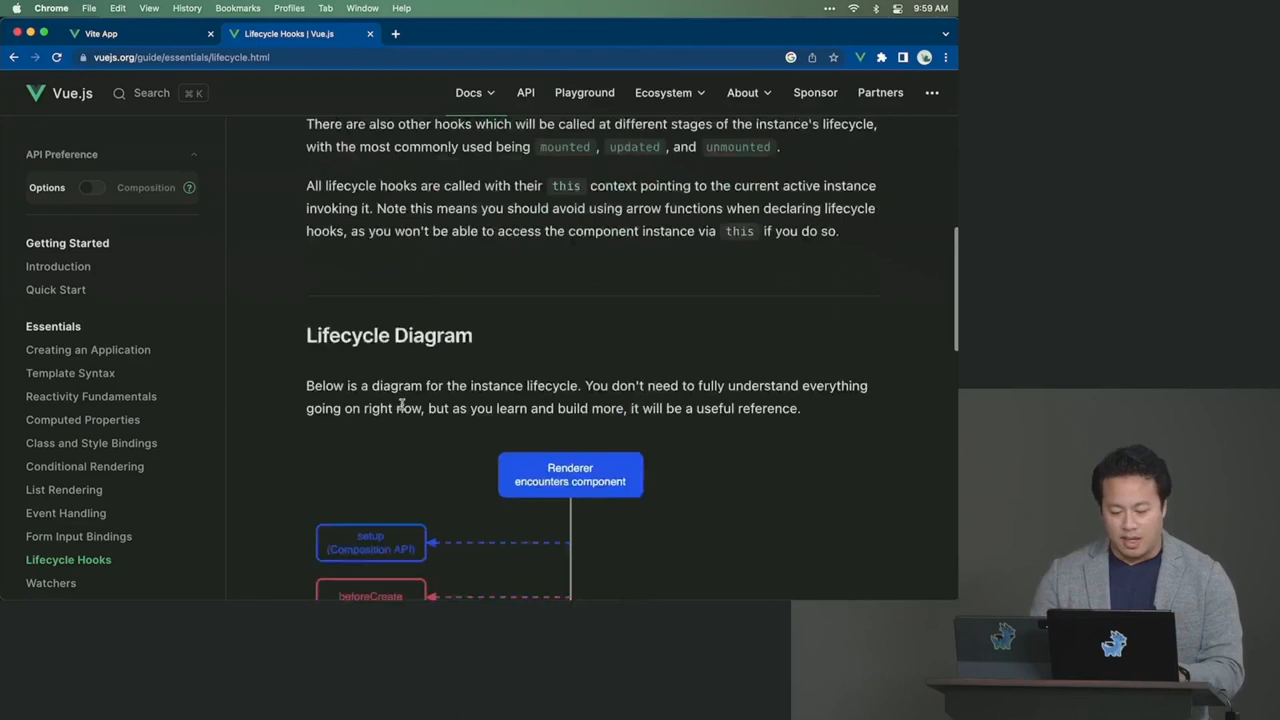 Chrome File Edit View History Bookmarks Profiles Tab Window Help 9:59 AM
Vite App
Lifecycle Hooks | Vue.js
vuejs.org/guide/essentials/lifecycle.html
Vue.js Search ⌘ K Docs API Playground Ecosystem About Sponsor Partners
API Preference
Options Composition ?
Getting Started
Introduction
Quick Start
Essentials
Creating an Application
Template Syntax
Reactivity Fundamentals
Computed Properties
Class and Style Bindings
Conditional Rendering
List Rendering
Event Handling
Form Input Bindings
Lifecycle Hooks
Watchers
There are also other hooks which will be called at different stages of the instance's lifecycle,
with the most commonly used being mounted, updated, and unmounted.
All lifecycle hooks are called with their this context pointing to the current active instance
invoking it. Note this means you should avoid using arrow functions when declaring lifecycle
hooks, as you won't be able to access the component instance via this if you do so.
Lifecycle Diagram
Below is a diagram for the instance lifecycle. You don't need to fully understand everything
going on right now, but as you learn and build more, it will be a useful reference.
Renderer
encounters component
setup
(Composition API)
beforeCreate